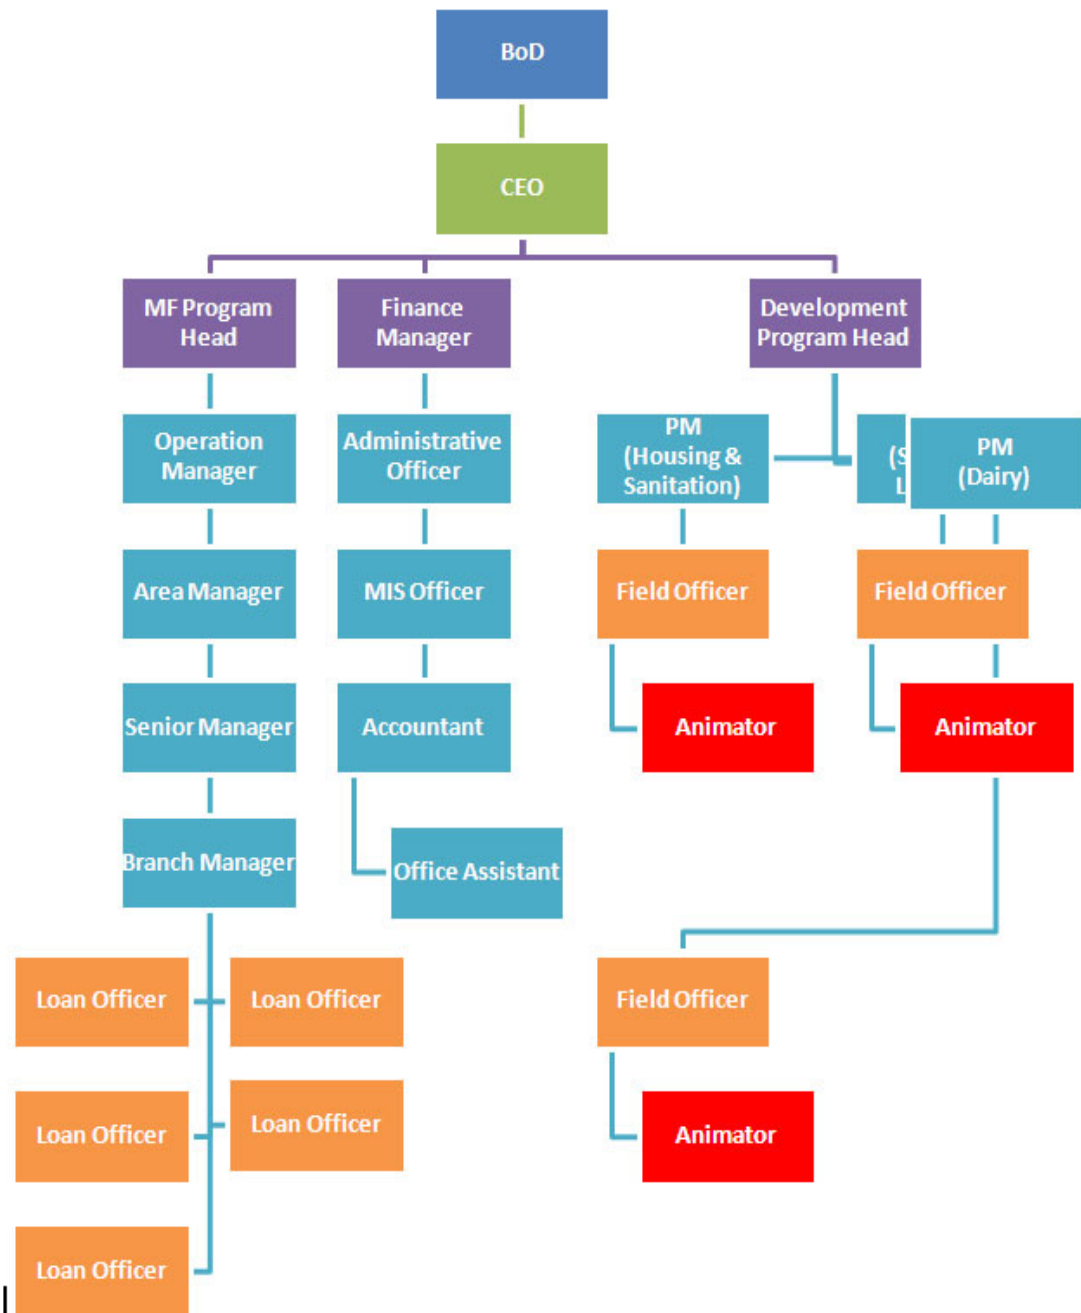 BoD
CEO
MF Program
Head
Finance
Manager
Development
Program Head
Operation
Manager
Administrative
Officer
PM
(Housing &
Sanitation)
PM
(Dairy)
Area Manager
MIS Officer
Field Officer
Field Officer
Senior Manager
Accountant
Animator
Animator
Branch Manager
Office Assistant
Loan Officer
Loan Officer
Field Officer
Loan Officer
Loan Officer
Animator
Loan Officer